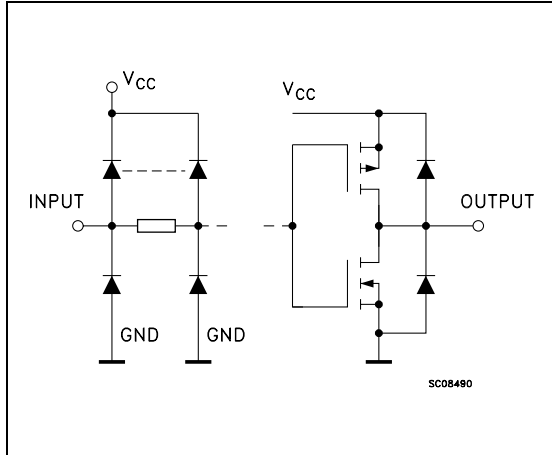 VCC
VCC
INPUT
OUTPUT
GND
GND
SC08490